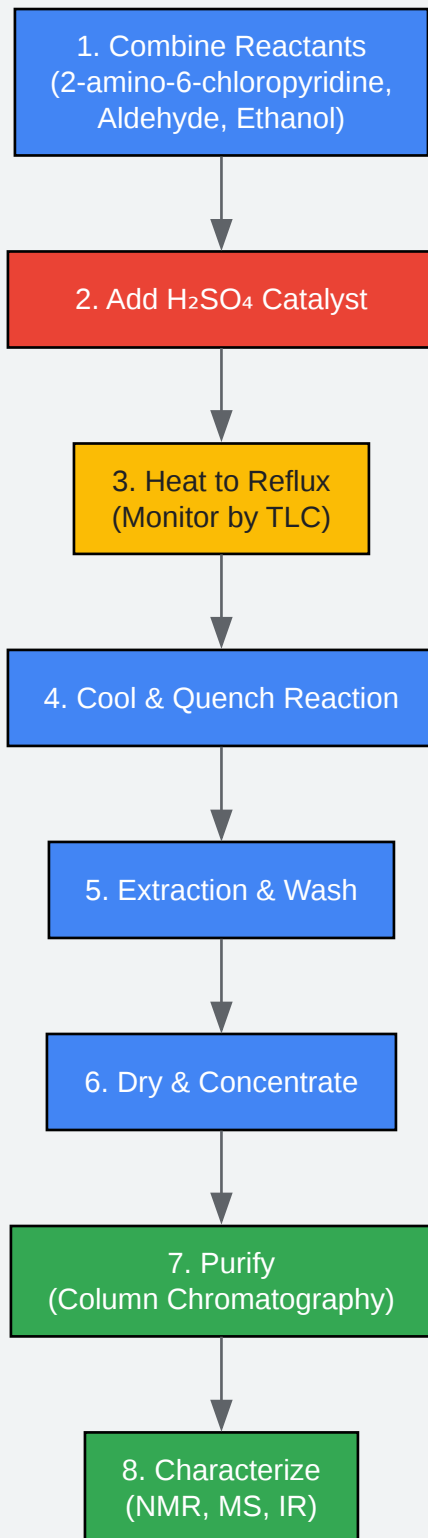 1. Combine Reactants
(2-amino-6-chloropyridine,
Aldehyde, Ethanol)
2. Add H₂SO₄ Catalyst
3. Heat to Reflux
(Monitor by TLC)
4. Cool & Quench Reaction
5. Extraction & Wash
6. Dry & Concentrate
7. Purify
(Column Chromatography)
8. Characterize
(NMR, MS, IR)